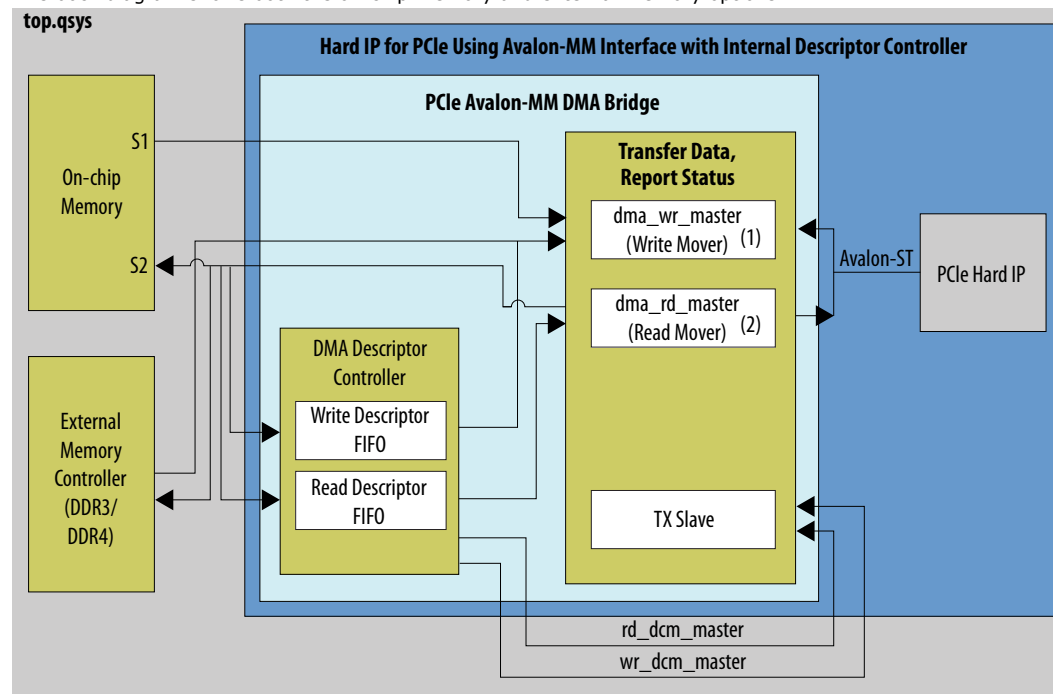 top.qsys
Hard IP for PCIe Using Avalon-MM Interface with Internal Descriptor Controller
PCIe Avalon-MM DMA Bridge
On-chip
Memory
S1
S2
Transfer Data,
Report Status
dma_wr_master
(Write Mover) (1)
dma_rd_master
(Read Mover) (2)
TX Slave
Avalon-ST
PCIe Hard IP
DMA Descriptor
Controller
Write Descriptor
FIFO
Read Descriptor
FIFO
External
Memory
Controller
(DDR3/
DDR4)
rd_dcm_master
wr_dcm_master